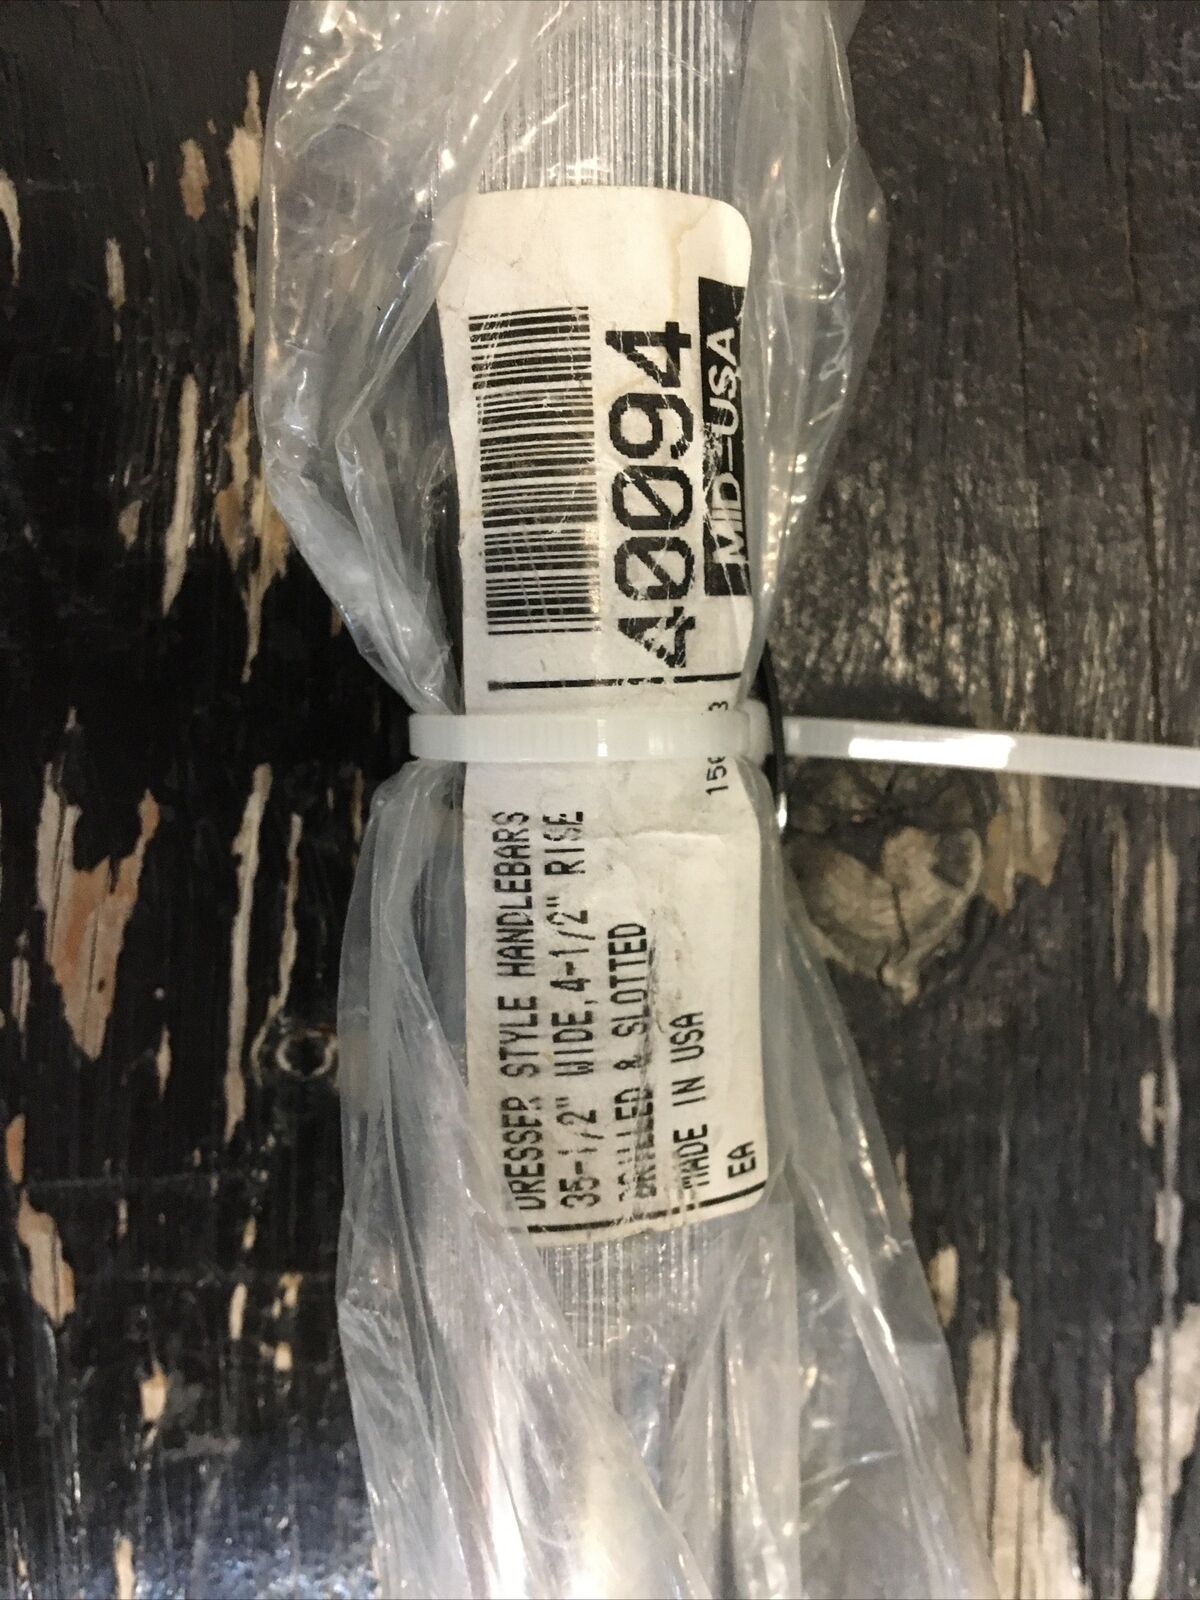 MID-USA
40094
DRESSER STYLE HANDLEBARS
35-1/2" WIDE, 4-1/2" RISE
DRILLED & SLOTTED
MADE IN USA
EA